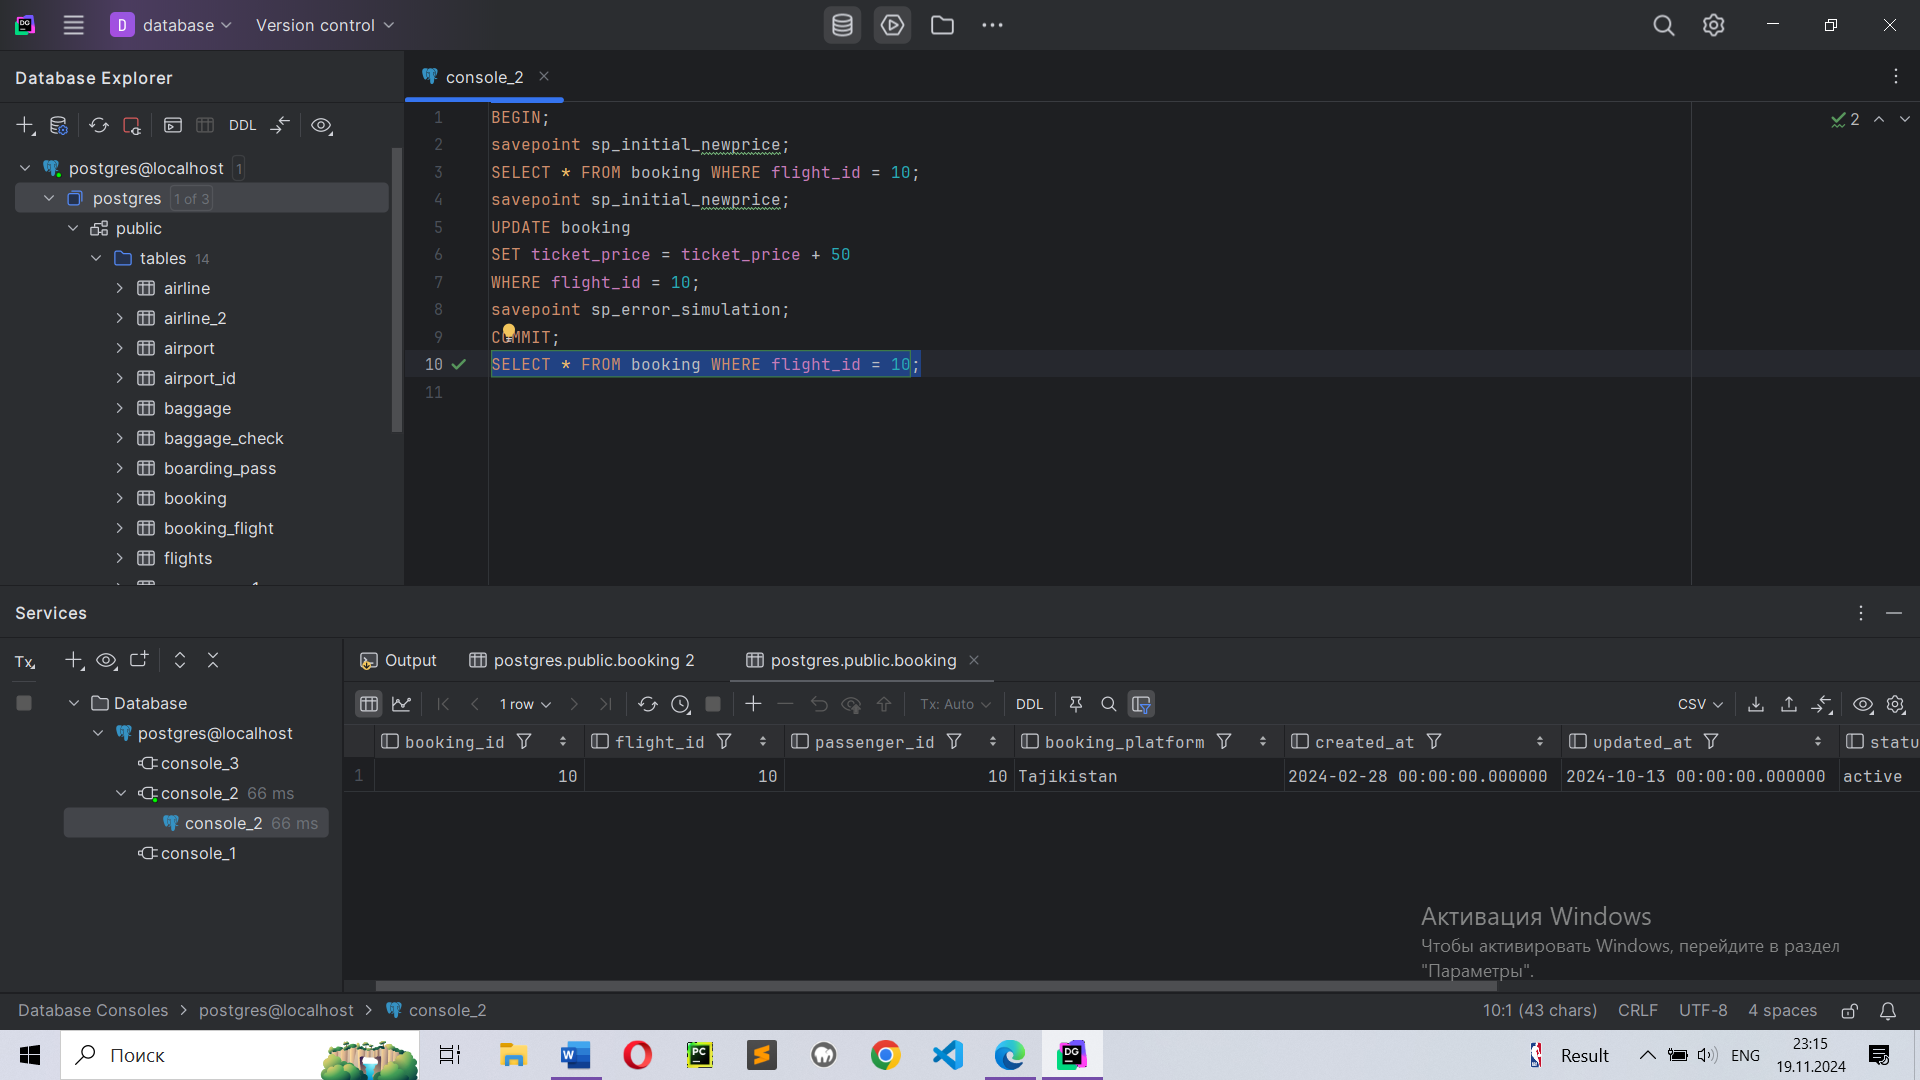 D database Version control
Database Explorer
console_2
DDL
postgres@localhost 1
postgres 1 of 3
public
tables 14
airline
airline_2
airport
airport_id
baggage
baggage_check
boarding_pass
booking
booking_flight
flights
1 BEGIN;
2 savepoint sp_initial_newprice;
3 SELECT * FROM booking WHERE flight_id = 10;
4 savepoint sp_initial_newprice;
5 UPDATE booking
6 SET ticket_price = ticket_price + 50
7 WHERE flight_id = 10;
8 savepoint sp_error_simulation;
9 COMMIT;
10 SELECT * FROM booking WHERE flight_id = 10;
11
2
Services
Tx
Database
postgres@localhost
console_3
console_2 66 ms
console_2 66 ms
console_1
Output postgres.public.booking 2 postgres.public.booking
1 row Tx: Auto DDL CSV
booking_id flight_id passenger_id booking_platform created_at updated_at statu
1 10 10 10 Tajikistan 2024-02-28 00:00:00.000000 2024-10-13 00:00:00.000000 active
Активация Windows
Чтобы активировать Windows, перейдите в раздел
"Параметры".
Database Consoles postgres@localhost console_2 10:1 (43 chars) CRLF UTF-8 4 spaces
Поиск
Result ENG 23:15
19.11.2024